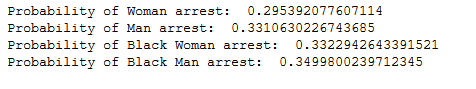 Probability of Woman arrest:  0.295392077607114
Probability of Man arrest:  0.3310630226743685
Probability of Black Woman arrest:  0.3322942643391521
Probability of Black Man arrest:  0.3499800239712345